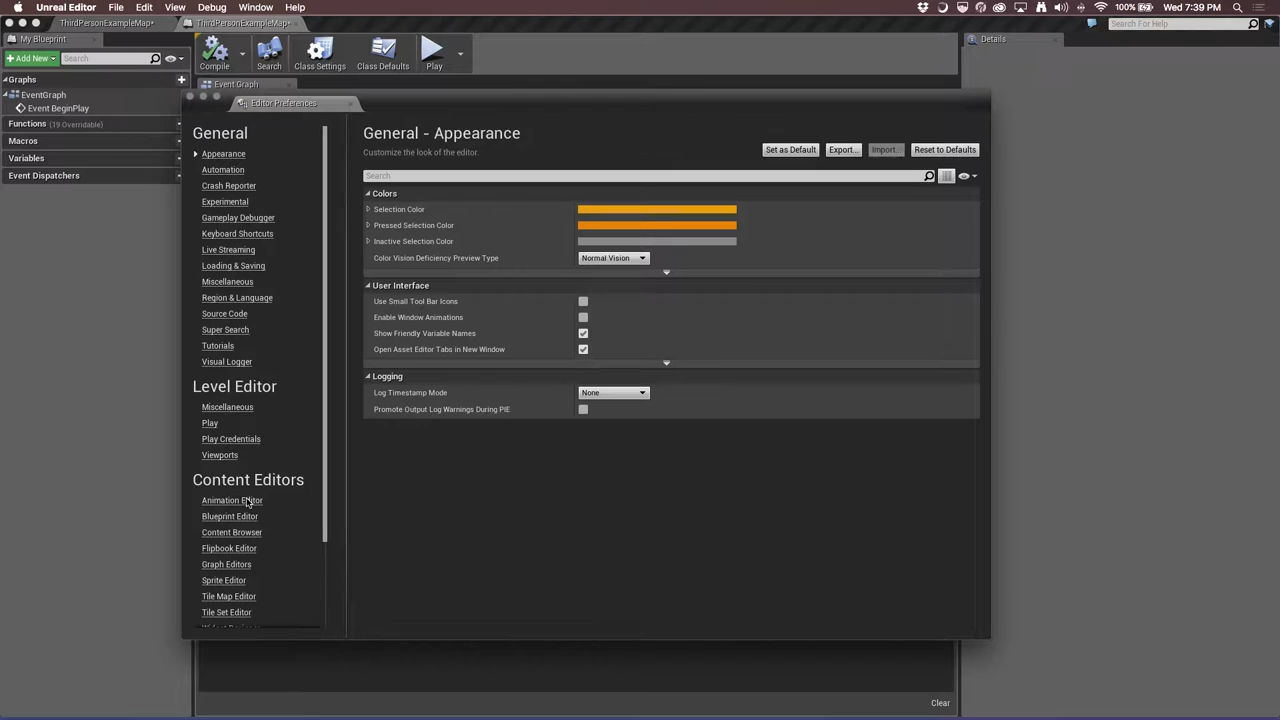 Unreal Editor File Edit View Debug Window Help 100% Wed 7:39 PM
ThirdPersonExampleMap* ThirdPersonExampleMap* Search For Help
My Blueprint Details
Add New Search Compile Search Class Settings Class Defaults Play
Graphs Event Graph
EventGraph
Event BeginPlay
Functions (19 Overridable)
Macros
Variables
Event Dispatchers
Editor Preferences
General
Appearance
Automation
Crash Reporter
Experimental
Gameplay Debugger
Keyboard Shortcuts
Live Streaming
Loading & Saving
Miscellaneous
Region & Language
Source Code
Super Search
Tutorials
Visual Logger
Level Editor
Miscellaneous
Play
Play Credentials
Viewports
Content Editors
Animation Editor
Blueprint Editor
Content Browser
Flipbook Editor
Graph Editors
Sprite Editor
Tile Map Editor
Tile Set Editor
General - Appearance
Customize the look of the editor.
Set as Default Export... Import... Reset to Defaults
Search
Colors
Selection Color
Pressed Selection Color
Inactive Selection Color
Color Vision Deficiency Preview Type Normal Vision
User Interface
Use Small Tool Bar Icons
Enable Window Animations
Show Friendly Variable Names
Open Asset Editor Tabs in New Window
Logging
Log Timestamp Mode None
Promote Output Log Warnings During PIE
Clear